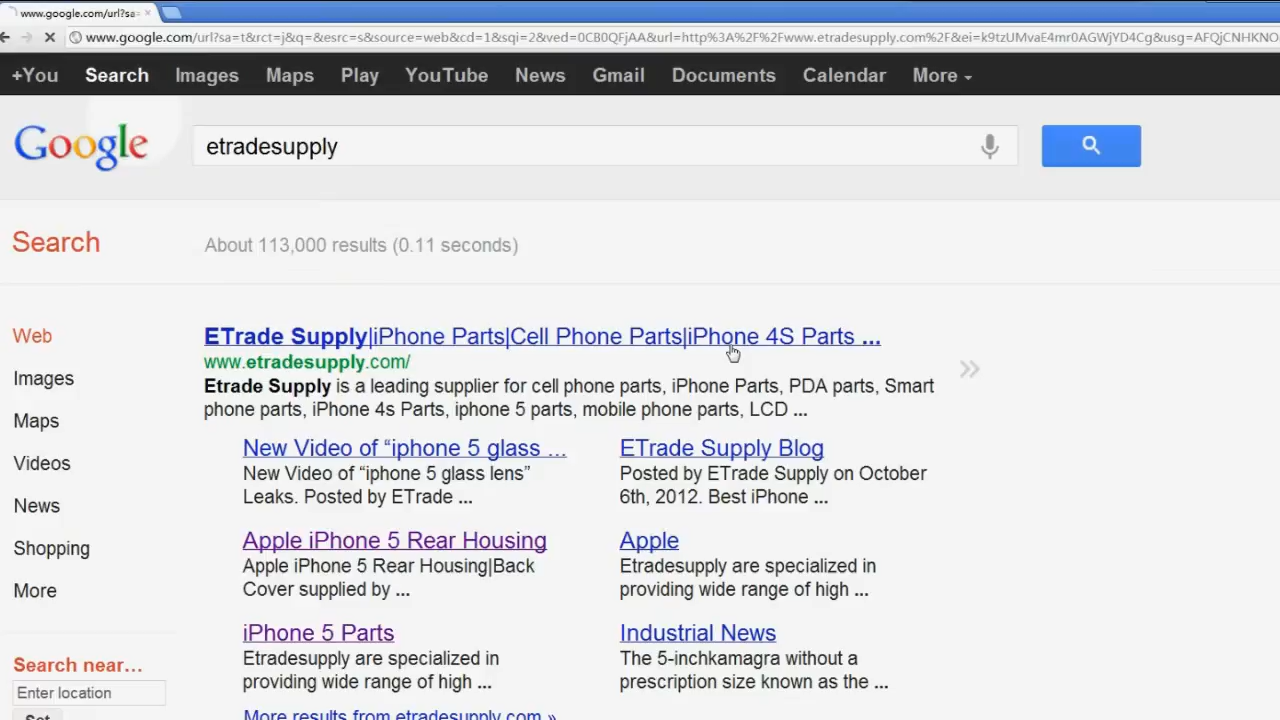 www.google.com/url?sa=
www.google.com/url?sa=t&rct=j&q=&esrc=s&source=web&cd=1&sqi=2&ved=0CB0QFjAA&url=http%3A%2F%2Fwww.etradesupply.com%2F&ei=k9tzUMvaE4mr0AGWjYD4Cg&usg=AFQjCNHKNO
+You Search Images Maps Play YouTube News Gmail Documents Calendar More
Google
etradesupply
Search
About 113,000 results (0.11 seconds)
Web
Images
Maps
Videos
News
Shopping
More
Search near...
Enter location
Set
ETrade Supply|iPhone Parts|Cell Phone Parts|iPhone 4S Parts ...
www.etradesupply.com/
Etrade Supply is a leading supplier for cell phone parts, iPhone Parts, PDA parts, Smart
phone parts, iPhone 4s Parts, iphone 5 parts, mobile phone parts, LCD ...
New Video of “iphone 5 glass ...
New Video of “iphone 5 glass lens”
Leaks. Posted by ETrade ...
ETrade Supply Blog
Posted by ETrade Supply on October
6th, 2012. Best iPhone ...
Apple iPhone 5 Rear Housing
Apple iPhone 5 Rear Housing|Back
Cover supplied by ...
Apple
Etradesupply are specialized in
providing wide range of high ...
iPhone 5 Parts
Etradesupply are specialized in
providing wide range of high ...
Industrial News
The 5-inchkamagra without a
prescription size known as the ...
More results from etradesupply.com »